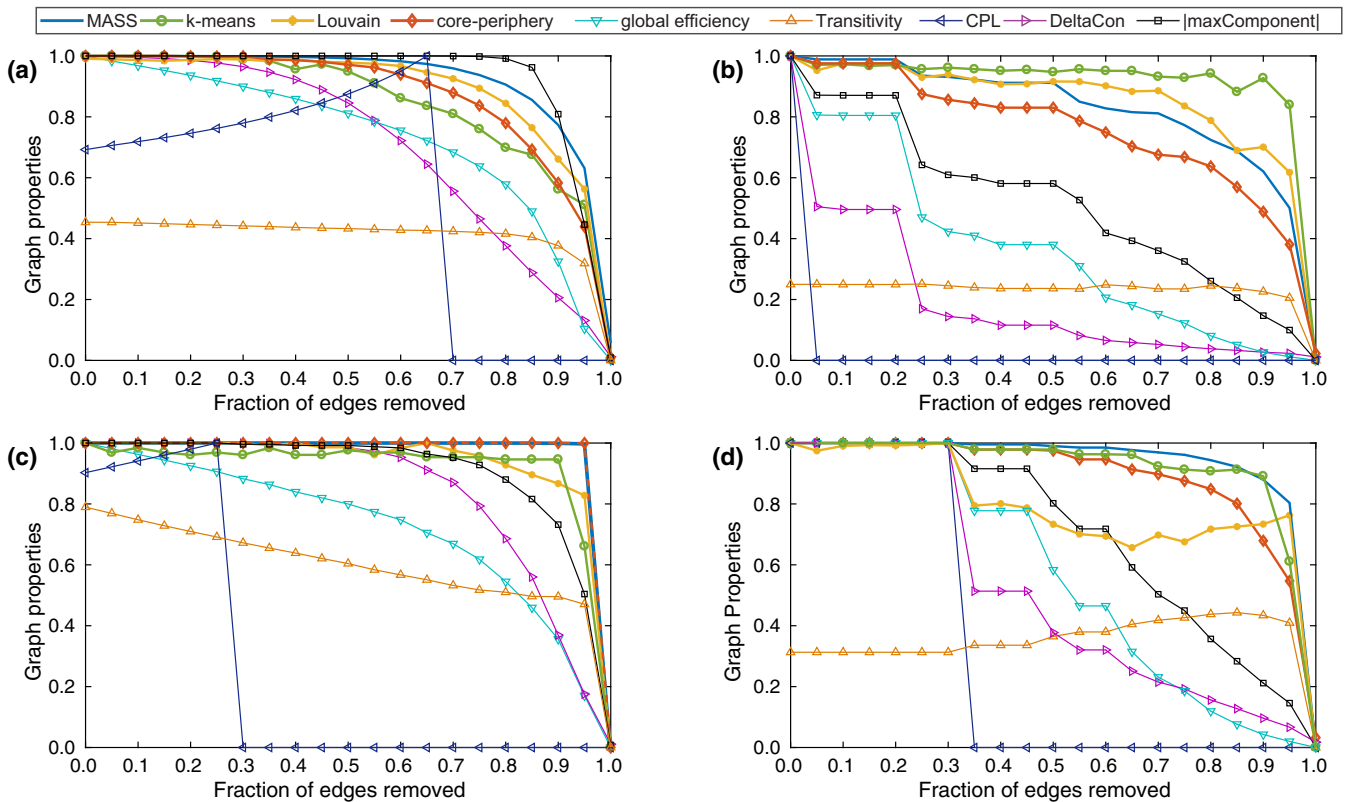 MASS k-means Louvain core-periphery global efficiency Transitivity CPL DeltaCon |maxComponent|
(a)
Graph properties
1.0
0.8
0.6
0.4
0.2
0.0
0.0 0.1 0.2 0.3 0.4 0.5 0.6 0.7 0.8 0.9 1.0
Fraction of edges removed
(b)
Graph properties
1.0
0.8
0.6
0.4
0.2
0.0
0.0 0.1 0.2 0.3 0.4 0.5 0.6 0.7 0.8 0.9 1.0
Fraction of edges removed
(c)
Graph properties
1.0
0.8
0.6
0.4
0.2
0.0
0.0 0.1 0.2 0.3 0.4 0.5 0.6 0.7 0.8 0.9 1.0
Fraction of edges removed
(d)
Graph Properties
1.0
0.8
0.6
0.4
0.2
0.0
0.0 0.1 0.2 0.3 0.4 0.5 0.6 0.7 0.8 0.9 1.0
Fraction of edges removed